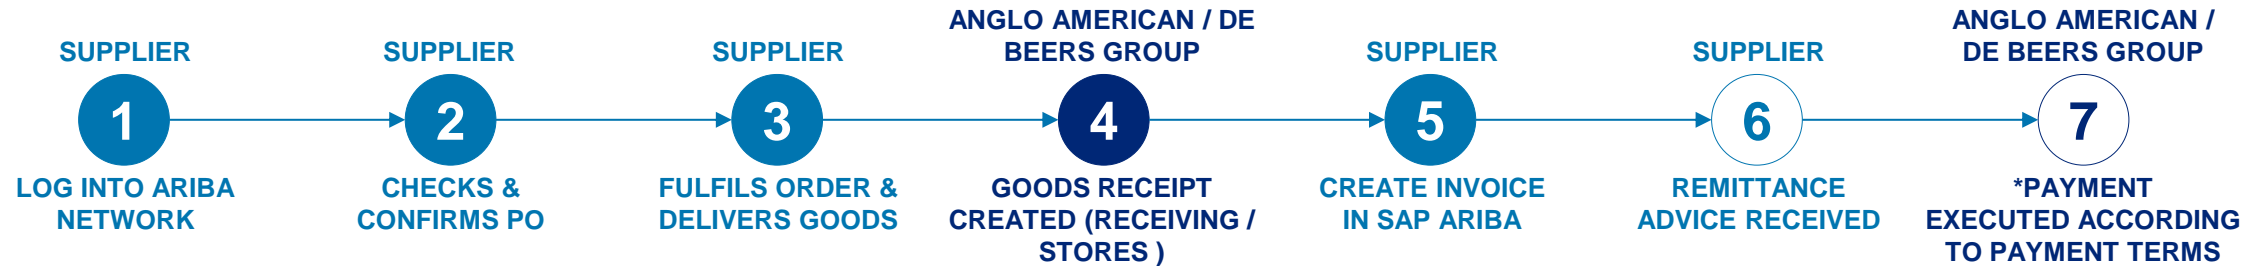 SUPPLIER
1
LOG INTO ARIBA
NETWORK
SUPPLIER
2
CHECKS &
CONFIRMS PO
SUPPLIER
3
FULFILS ORDER &
DELIVERS GOODS
ANGLO AMERICAN / DE
BEERS GROUP
4
GOODS RECEIPT
CREATED (RECEIVING /
STORES )
SUPPLIER
5
CREATE INVOICE
IN SAP ARIBA
SUPPLIER
6
REMITTANCE
ADVICE RECEIVED
ANGLO AMERICAN /
DE BEERS GROUP
7
*PAYMENT
EXECUTED ACCORDING
TO PAYMENT TERMS